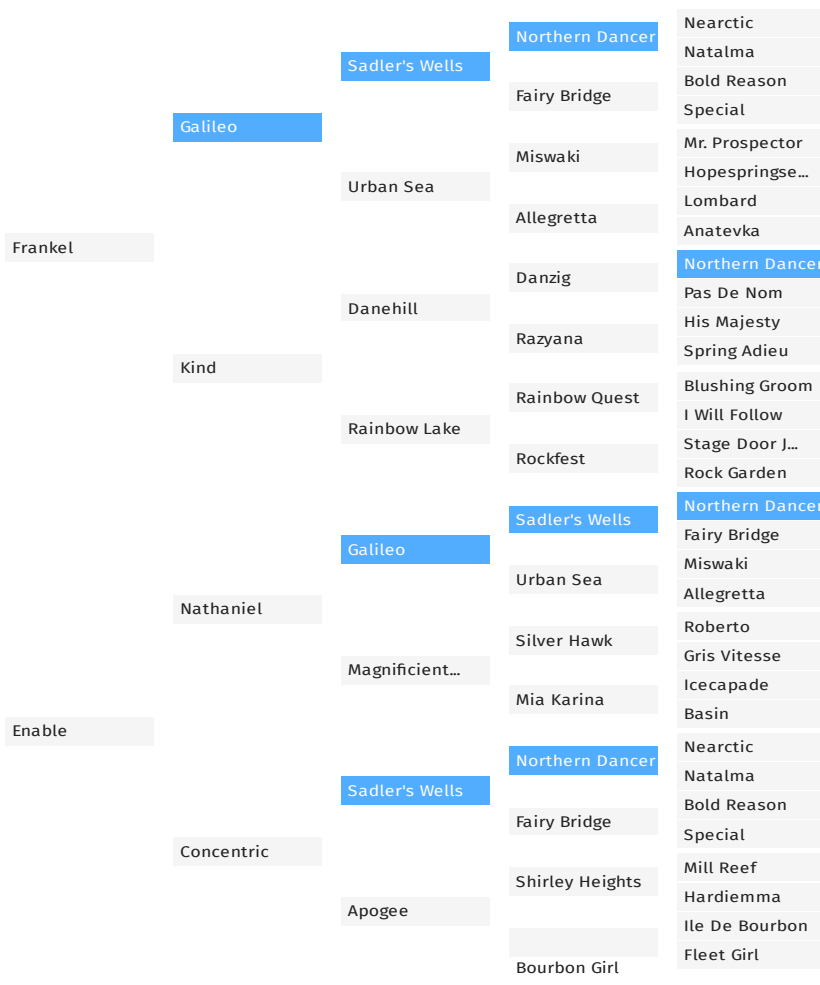 Frankel
Enable
Galileo
Kind
Nathaniel
Concentric
Sadler's Wells
Urban Sea
Danehill
Rainbow Lake
Galileo
Magnificient...
Sadler's Wells
Apogee
Northern Dancer
Fairy Bridge
Miswaki
Allegretta
Danzig
Razyana
Rainbow Quest
Rockfest
Sadler's Wells
Urban Sea
Silver Hawk
Mia Karina
Northern Dancer
Fairy Bridge
Shirley Heights
Bourbon Girl
Nearctic
Natalma
Bold Reason
Special
Mr. Prospector
Hopespringse...
Lombard
Anatevka
Northern Dancer
Pas De Nom
His Majesty
Spring Adieu
Blushing Groom
I Will Follow
Stage Door J...
Rock Garden
Northern Dancer
Fairy Bridge
Miswaki
Allegretta
Roberto
Gris Vitesse
Icecapade
Basin
Nearctic
Natalma
Bold Reason
Special
Mill Reef
Hardiemma
Ile De Bourbon
Fleet Girl